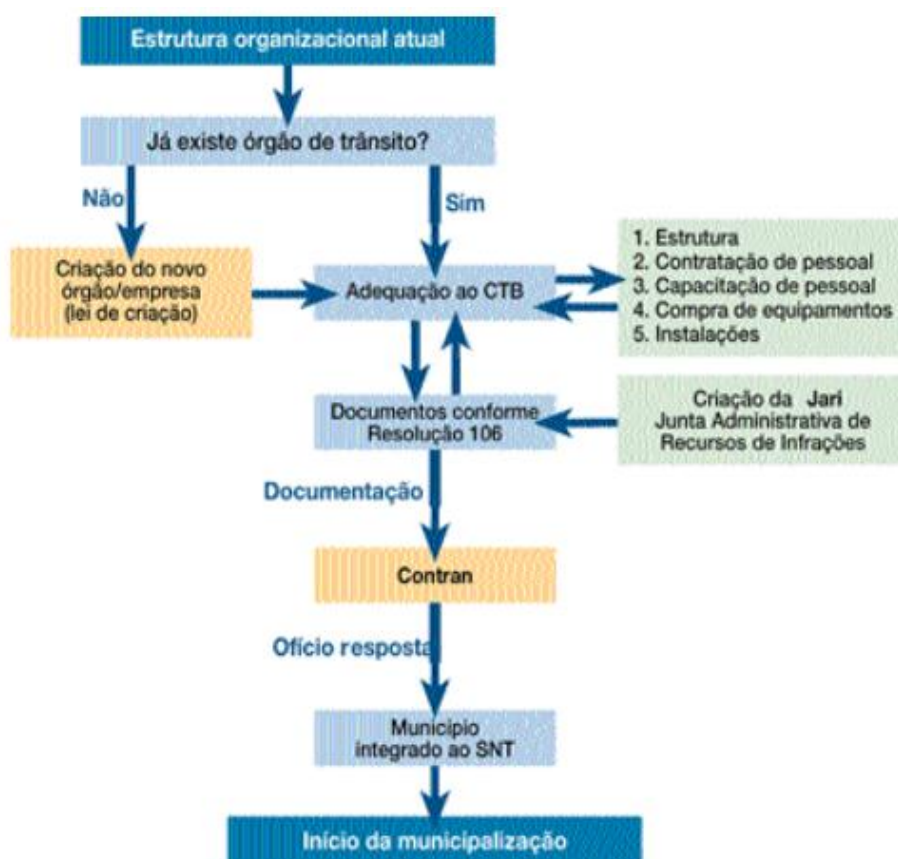 Estrutura organizacional atual
Já existe órgão de trânsito?
Não
Sim
Criação do novo
órgão/empresa
(lei de criação)
Adequação ao CTB
1. Estrutura
2. Contratação de pessoal
3. Capacitação de pessoal
4. Compra de equipamentos
5. Instalações
Documentos conforme
Resolução 106
Criação da Jari
Junta Administrativa de
Recursos de Infrações
Documentação
Contran
Ofício resposta
Município
integrado ao SNT
Início da municipalização